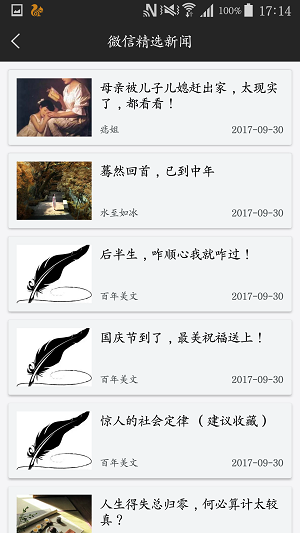 100% 17:14
微信精选新闻
母亲被儿子儿媳赶出家，太现实
了，都看看！
痞姐 2017-09-30
蓦然回首，已到中年
水至如冰 2017-09-30
后半生，咋顺心我就咋过！
百年美文 2017-09-30
国庆节到了，最美祝福送上！
百年美文 2017-09-30
惊人的社会定律 （建议收藏）
百年美文 2017-09-30
人生得失总归零，何必算计太较
真？